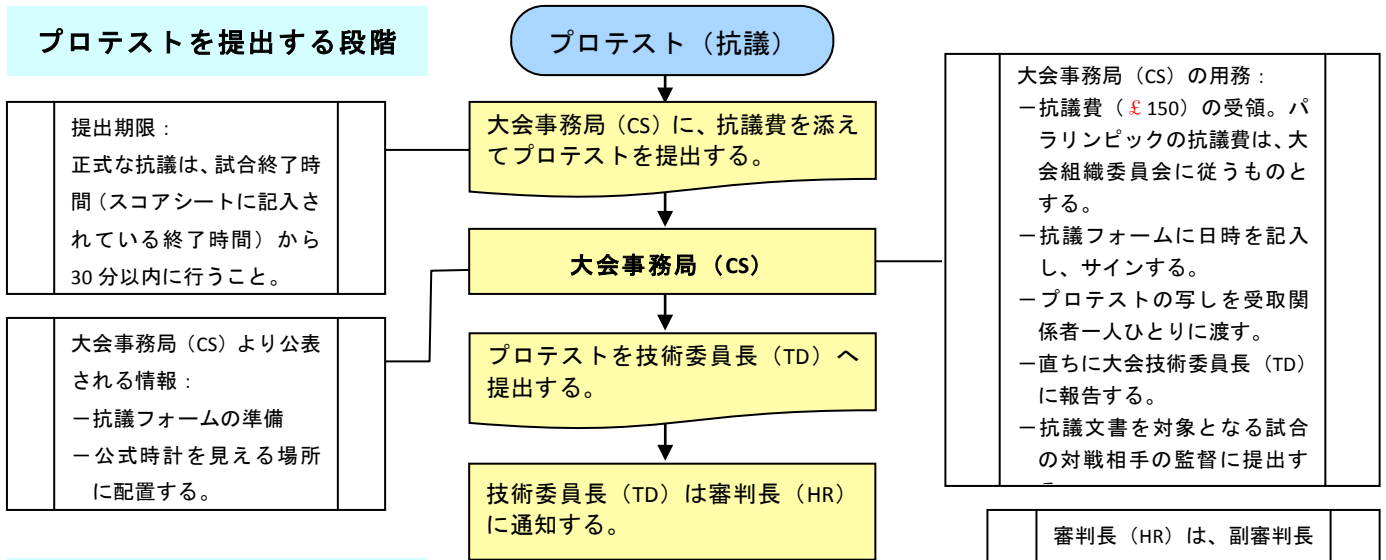 プロテストを提出する段階
プロテスト（抗議）
提出期限：
正式な抗議は、試合終了時
間（スコアシートに記入さ
れている終了時間）から
30 分以内に行うこと。
大会事務局（CS）に、抗議費を添え
てプロテストを提出する。
大会事務局（CS）の用務：
－抗議費（￡150）の受領。パ
ラリンピックの抗議費は、大
会組織委員会に従うものと
する。
－抗議フォームに日時を記入
し、サインする。
－プロテストの写しを受取関
係者一人ひとりに渡す。
－直ちに大会技術委員長（TD）
に報告する。
－抗議文書を対象となる試合
の対戦相手の監督に提出す
大会事務局（CS）
大会事務局（CS）より公表
される情報：
－抗議フォームの準備
－公式時計を見える場所
に配置する。
プロテストを技術委員長（TD）へ
提出する。
技術委員長（TD）は審判長（HR）
に通知する。
審判長（HR）は、副審判長